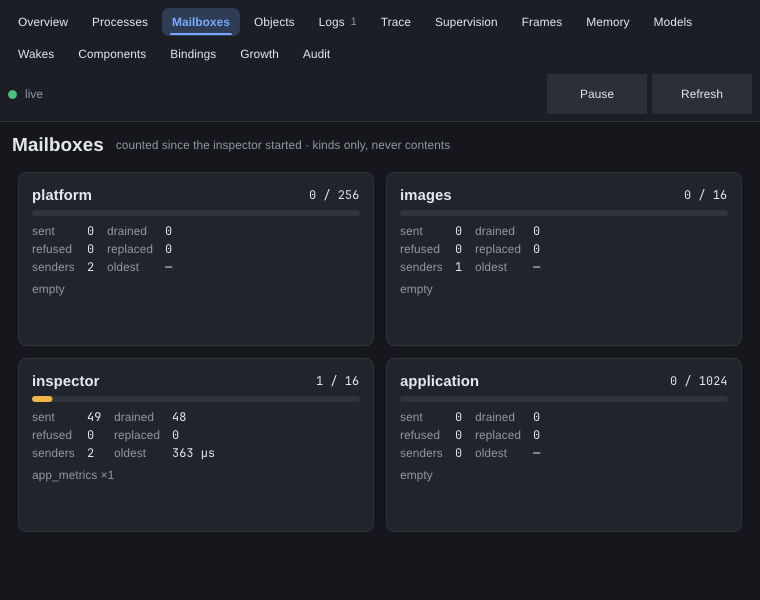 Overview Processes Mailboxes Objects Logs 1 Trace Supervision Frames Memory Models
Wakes Components Bindings Growth Audit
live Pause Refresh
Mailboxes counted since the inspector started · kinds only, never contents
platform 0 / 256
sent 0 drained 0
refused 0 replaced 0
senders 2 oldest —
empty
images 0 / 16
sent 0 drained 0
refused 0 replaced 0
senders 1 oldest —
empty
inspector 1 / 16
sent 49 drained 48
refused 0 replaced 0
senders 2 oldest 363 µs
app_metrics ×1
application 0 / 1024
sent 0 drained 0
refused 0 replaced 0
senders 0 oldest —
empty